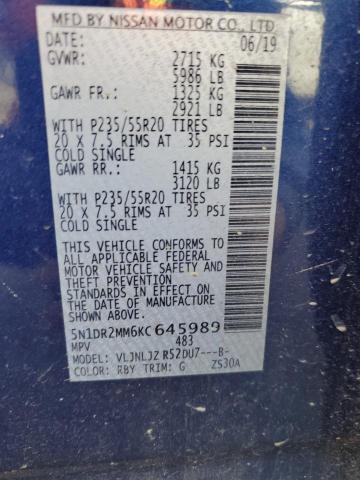 MFD BY NISSAN MOTOR CO., LTD
DATE: 06/19
GVWR: 2715 KG
5986 LB
GAWR FR.: 1325 KG
2921 LB
WITH P235/55R20 TIRES
20 x 7.5 RIMS AT 35 PSI
COLD SINGLE
GAWR RR.: 1415 KG
3120 LB
WITH P235/55R20 TIRES
20 x 7.5 RIMS AT 35 PSI
COLD SINGLE
THIS VEHICLE CONFORMS TO
ALL APPLICABLE FEDERAL
MOTOR VEHICLE SAFETY
AND THEFT PREVENTION
STANDARDS IN EFFECT ON
THE DATE OF MANUFACTURE
SHOWN ABOVE.
5N1DR2MM6KC645989
MPV 483
MODEL: VLJNLJZ R52DU7---B-
COLOR: RBY TRIM: G ZS30A